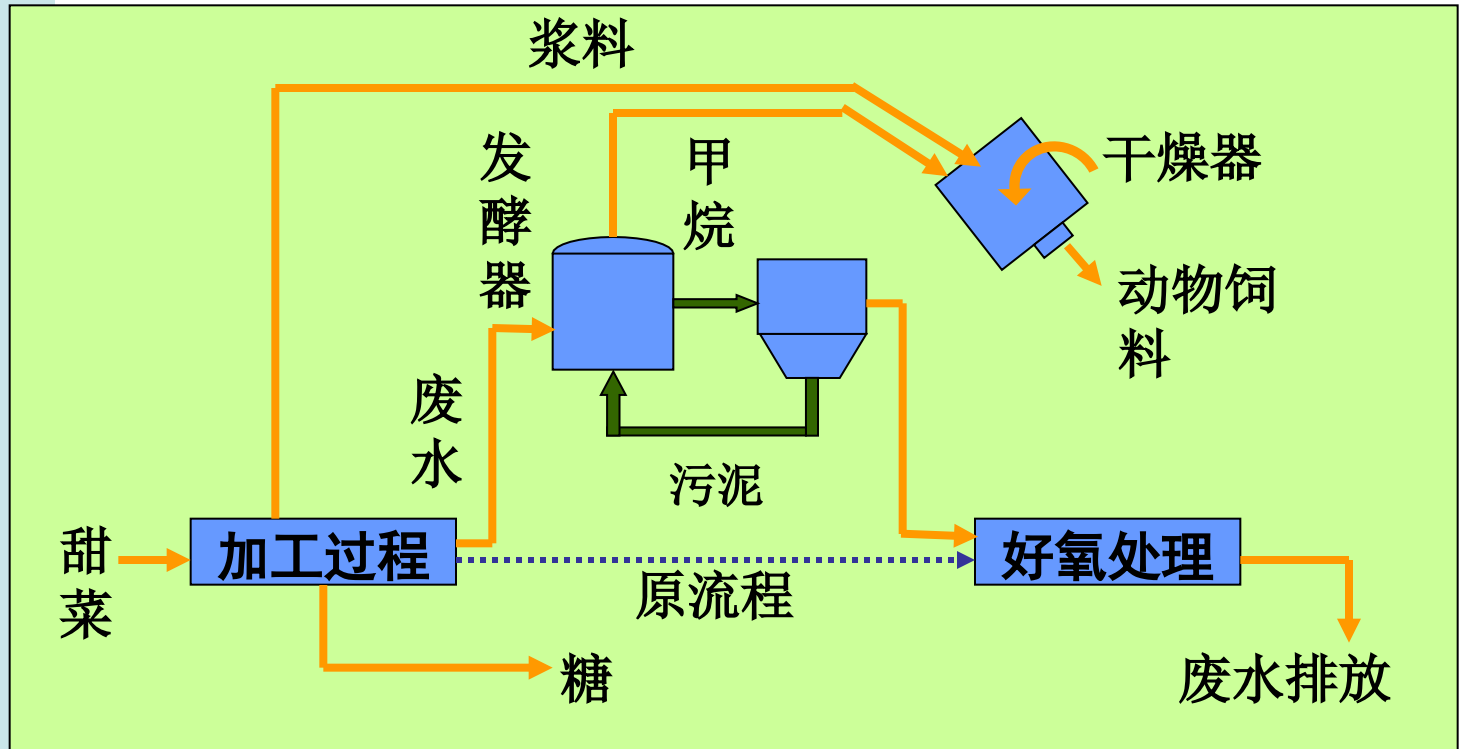 浆料
发
酵
器
甲
烷
干燥器
动物饲
料
废
水
污泥
甜
菜
加工过程
原流程
好氧处理
糖
废水排放